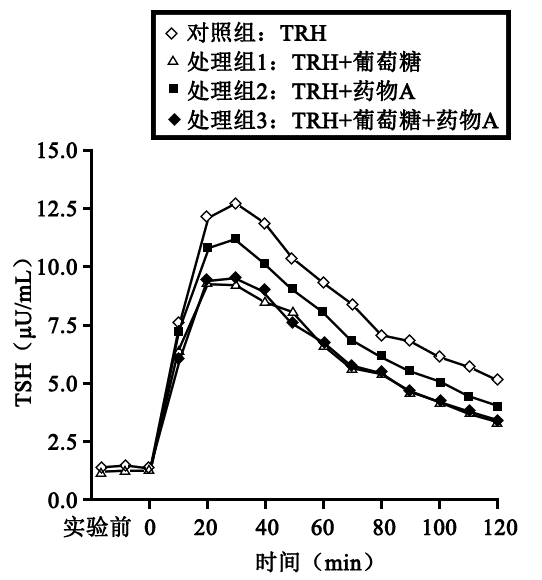 对照组：TRH
处理组1：TRH+葡萄糖
处理组2：TRH+药物A
处理组3：TRH+葡萄糖+药物A
15.0
12.5
10.0
7.5
5.0
2.5
0.0
TSH（μU/mL）
实验前 0 20 40 60 80 100 120
时间（min）